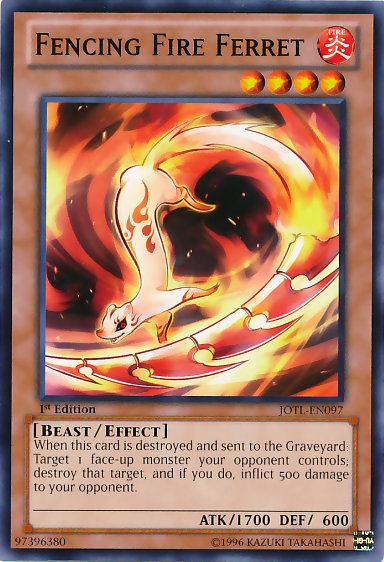 FENCING FIRE FERRET
FIRE
炎
1st Edition
JOTL-EN097
[BEAST / EFFECT]
When this card is destroyed and sent to the Graveyard:
Target 1 face-up monster your opponent controls;
destroy that target, and if you do, inflict 500 damage
to your opponent.
ATK/1700 DEF/ 600
97396380
©1996 KAZUKI TAKAHASHI